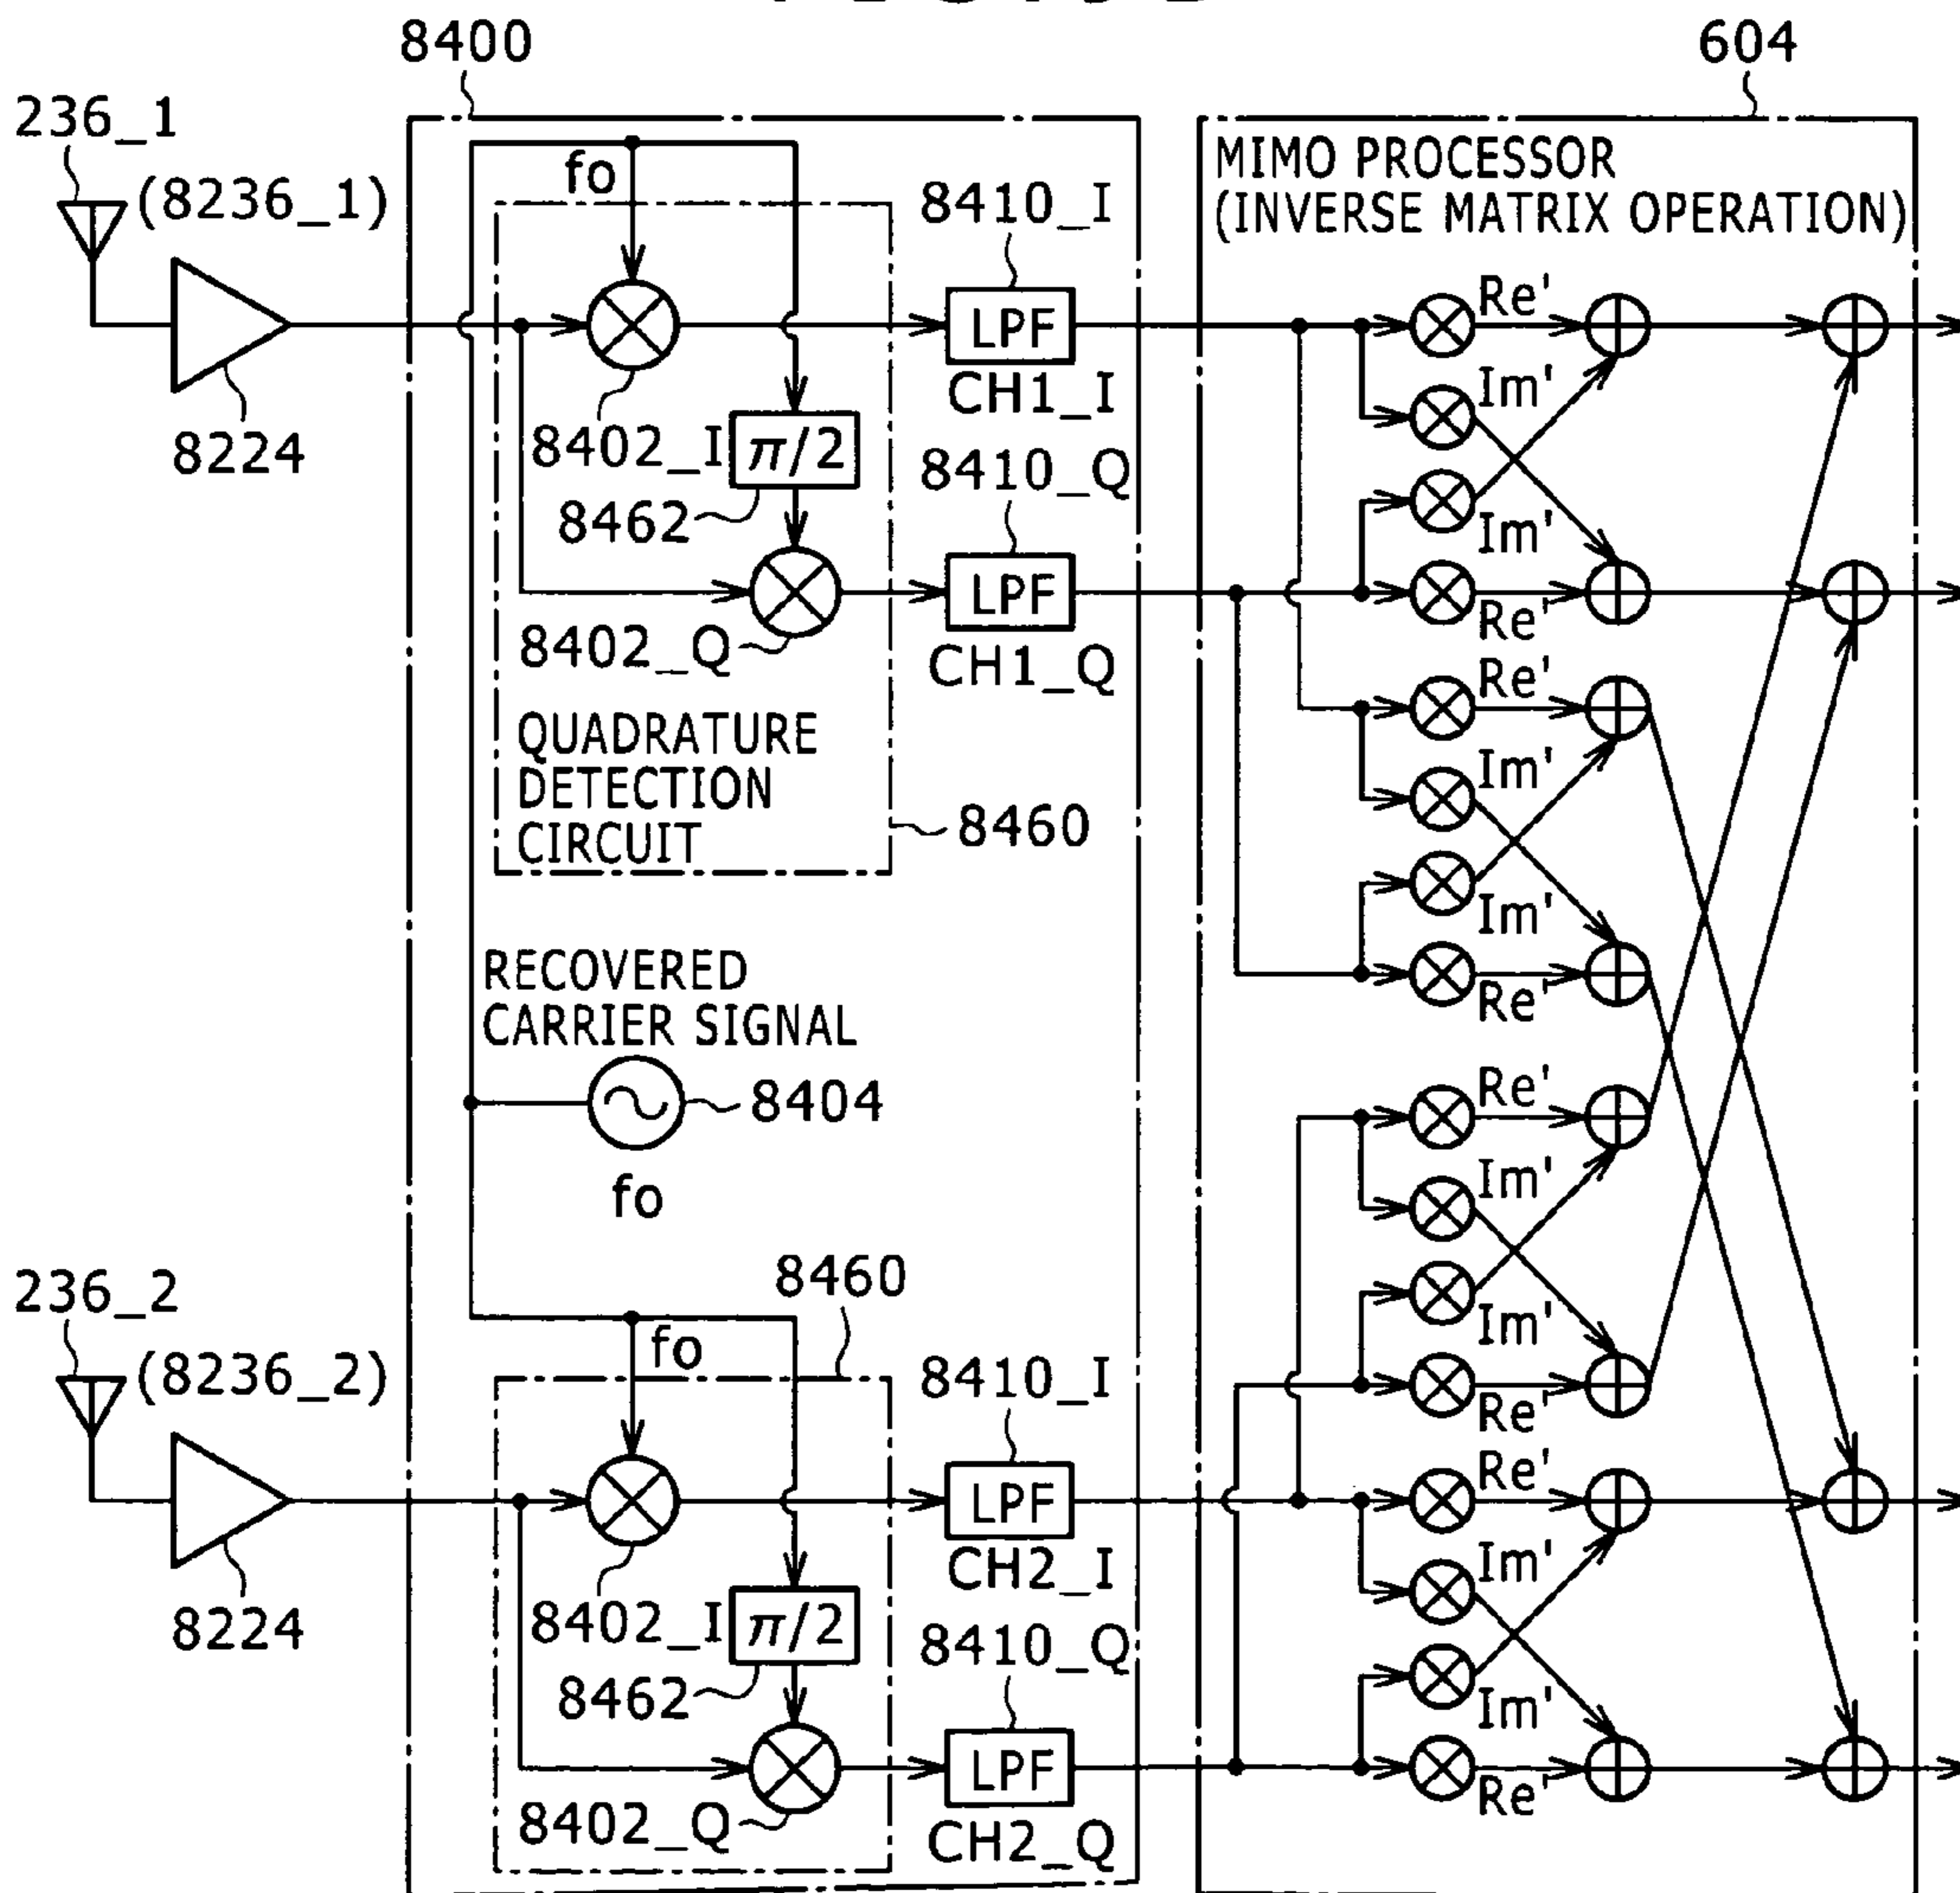 8400
604
236_1
(8236_1)
8224
fo
8402_I
π/2
8462
8402_Q
QUADRATURE
DETECTION
CIRCUIT
8460
8410_I
LPF
CH1_I
8410_Q
LPF
CH1_Q
RECOVERED
CARRIER SIGNAL
8404
fo
236_2
(8236_2)
8224
8460
fo
8402_I
π/2
8462
8402_Q
8410_I
LPF
CH2_I
8410_Q
LPF
CH2_Q
MIMO PROCESSOR
(INVERSE MATRIX OPERATION)
Re'
Im'
Im'
Re'
Re'
Im'
Im'
Re'
Re'
Im'
Im'
Re'
Re'
Im'
Im'
Re'